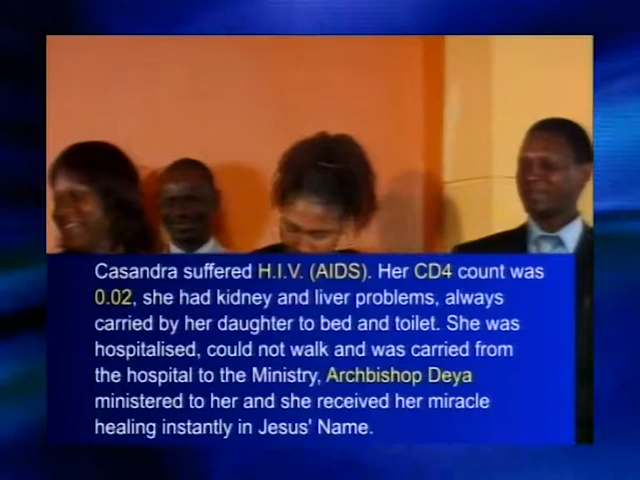 Casandra suffered H.I.V. (AIDS). Her CD4 count was
0.02, she had kidney and liver problems, always
carried by her daughter to bed and toilet. She was
hospitalised, could not walk and was carried from
the hospital to the Ministry, Archbishop Deya
ministered to her and she received her miracle
healing instantly in Jesus' Name.